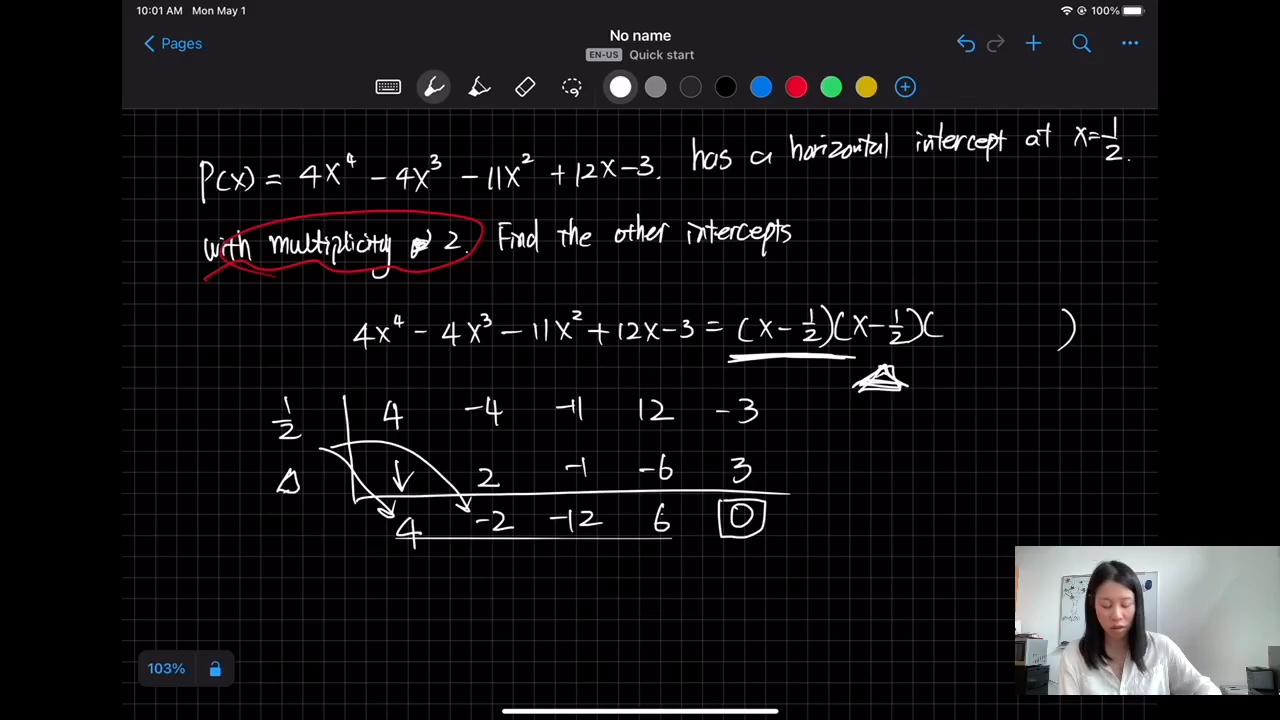 10:01 AM Mon May 1
100%
Pages
No name
EN-US Quick start
P(x) = 4x⁴ - 4x³ - 11x² + 12x - 3. has a horizontal intercept at x = 1/2.
with multiplicity 2. Find the other intercepts
4x⁴ - 4x³ - 11x² + 12x - 3 = (x - 1/2)(x - 1/2)( )
1/2 4 -4 -11 12 -3
2 -1 -6 3
4 -2 -12 6 0
103%